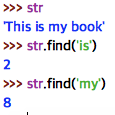 >>> str
'This is my book'
>>> str.find('is')
2
>>> str.find('my')
8